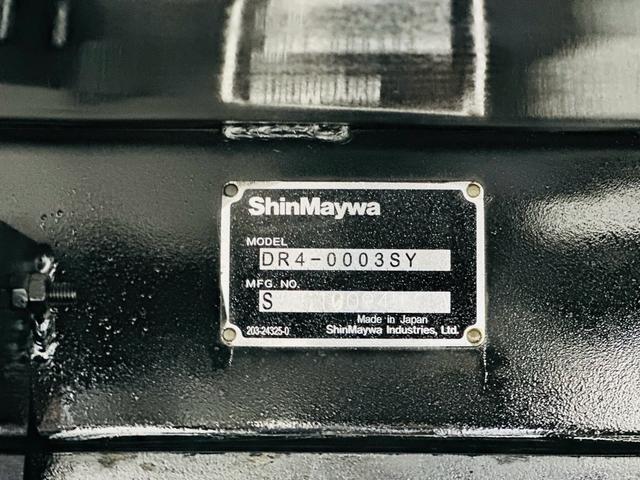 ShinMaywa
MODEL
DR4-0003SY
MFG. NO.
S
Made in Japan
203-24325-0 ShinMaywa Industries, Ltd.